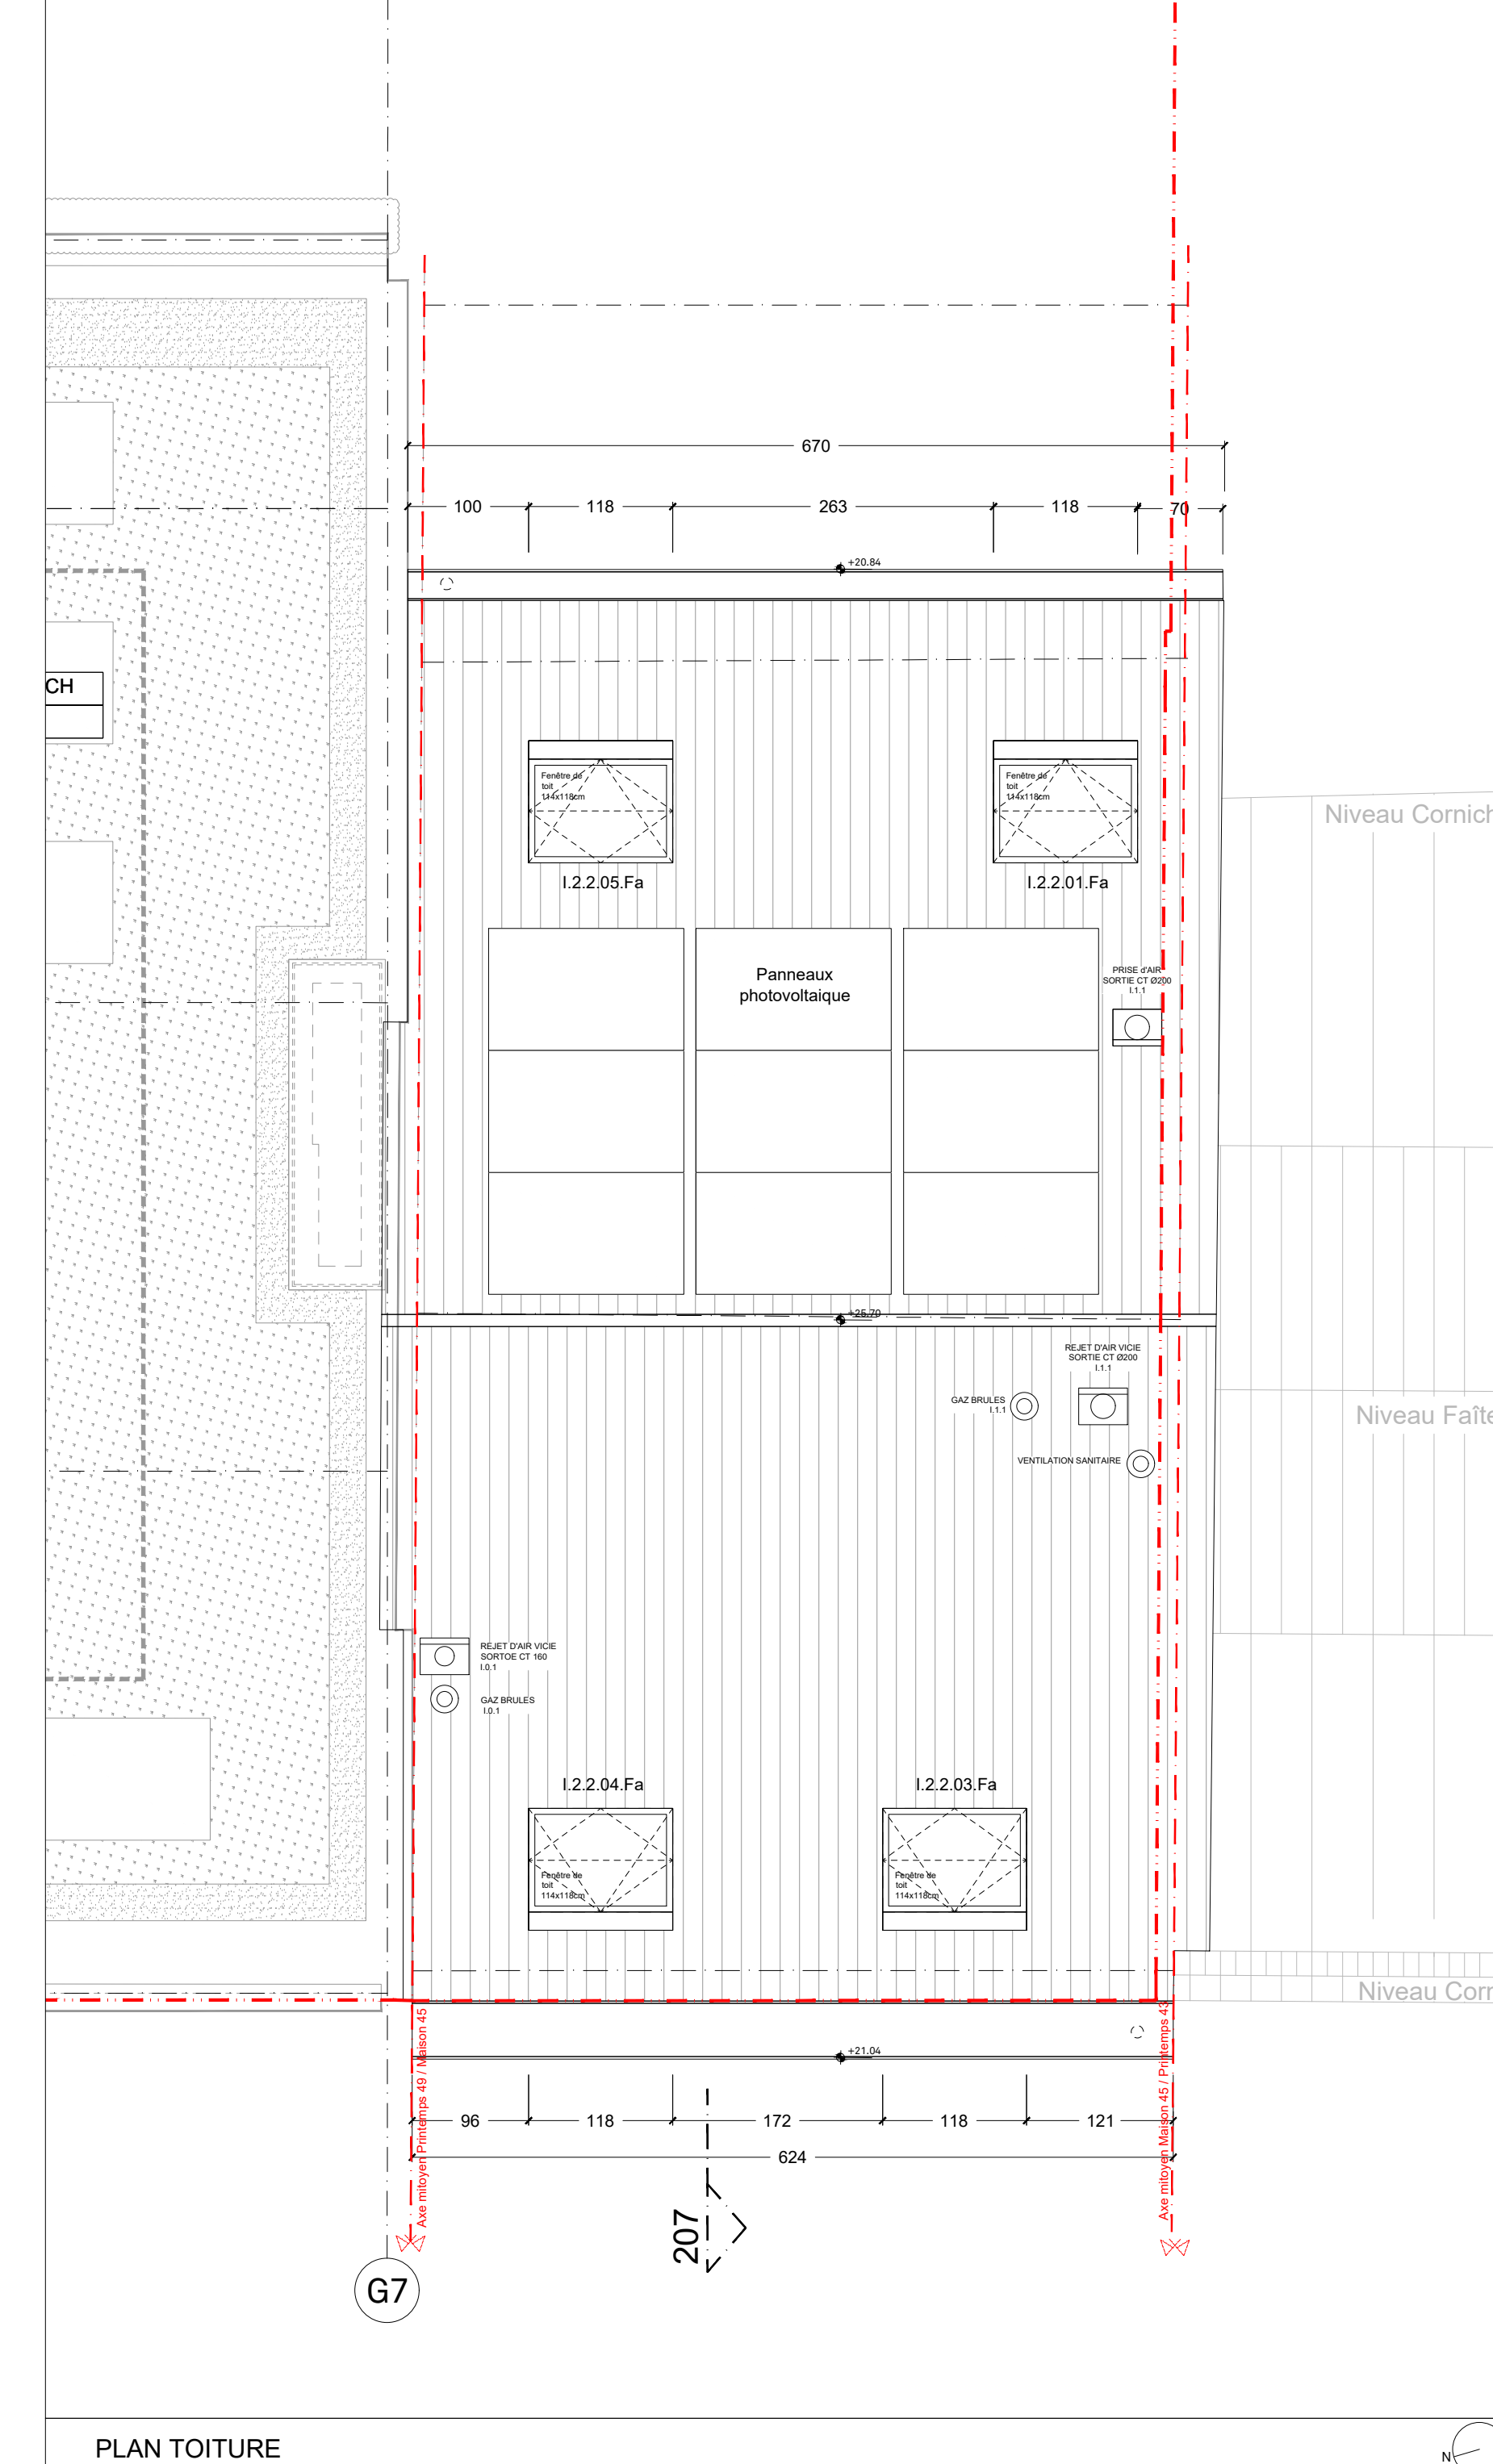 670
100
118
263
118
70
+20.84
CH
Fenêtre de
toit
114x118cm
Fenêtre de
toit
114x118cm
Niveau Cornich
I.2.2.05.Fa
I.2.2.01.Fa
Panneaux
photovoltaique
PRISE d'AIR
SORTIE CT Ø200
I.1.1
+25.70
REJET D'AIR VICIE
SORTIE CT Ø200
I.1.1
GAZ BRULES
I.1.1
Niveau Faîte
VENTILATION SANITAIRE
REJET D'AIR VICIE
SORTOE CT 160
I.0.1
GAZ BRULES
I.0.1
I.2.2.04.Fa
I.2.2.03.Fa
Fenêtre de
toit
114x118cm
Fenêtre de
toit
114x118cm
Niveau Corr
+21.04
Axe mitoyen Printemps 49 / Maison 45
Axe mitoyen Maison 45 / Printemps 43
96
118
172
118
121
624
207
G7
PLAN TOITURE
N